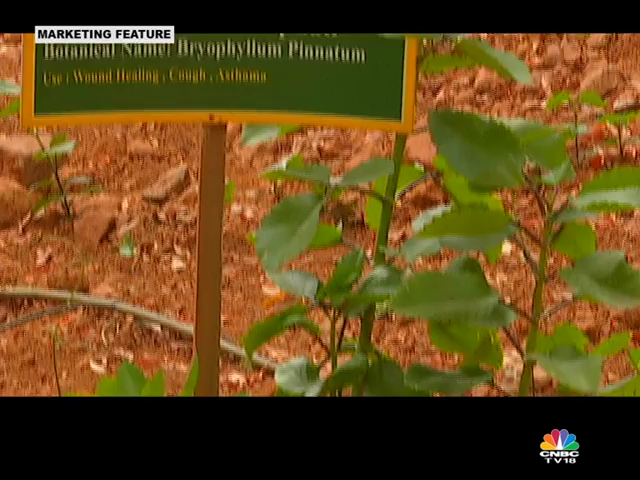 MARKETING FEATURE
Botanical Name: Bryophyllum Pinnatum
Use : Wound Healing , Cough , Asthama
CNBC
TV18